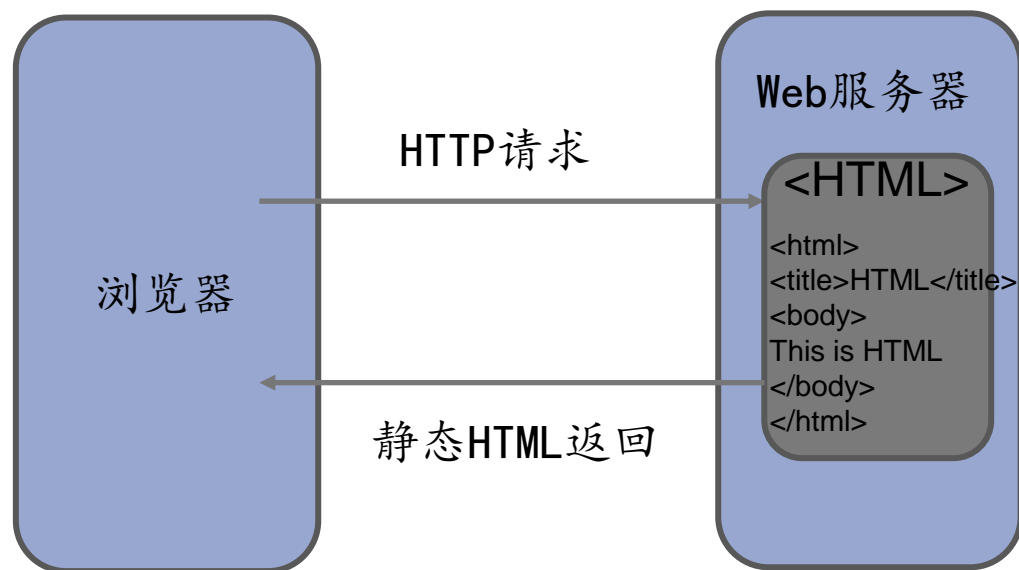 Web服务器
HTTP请求
<HTML>
<html>
<title>HTML</title>
<body>
This is HTML
</body>
</html>
浏览器
静态HTML返回